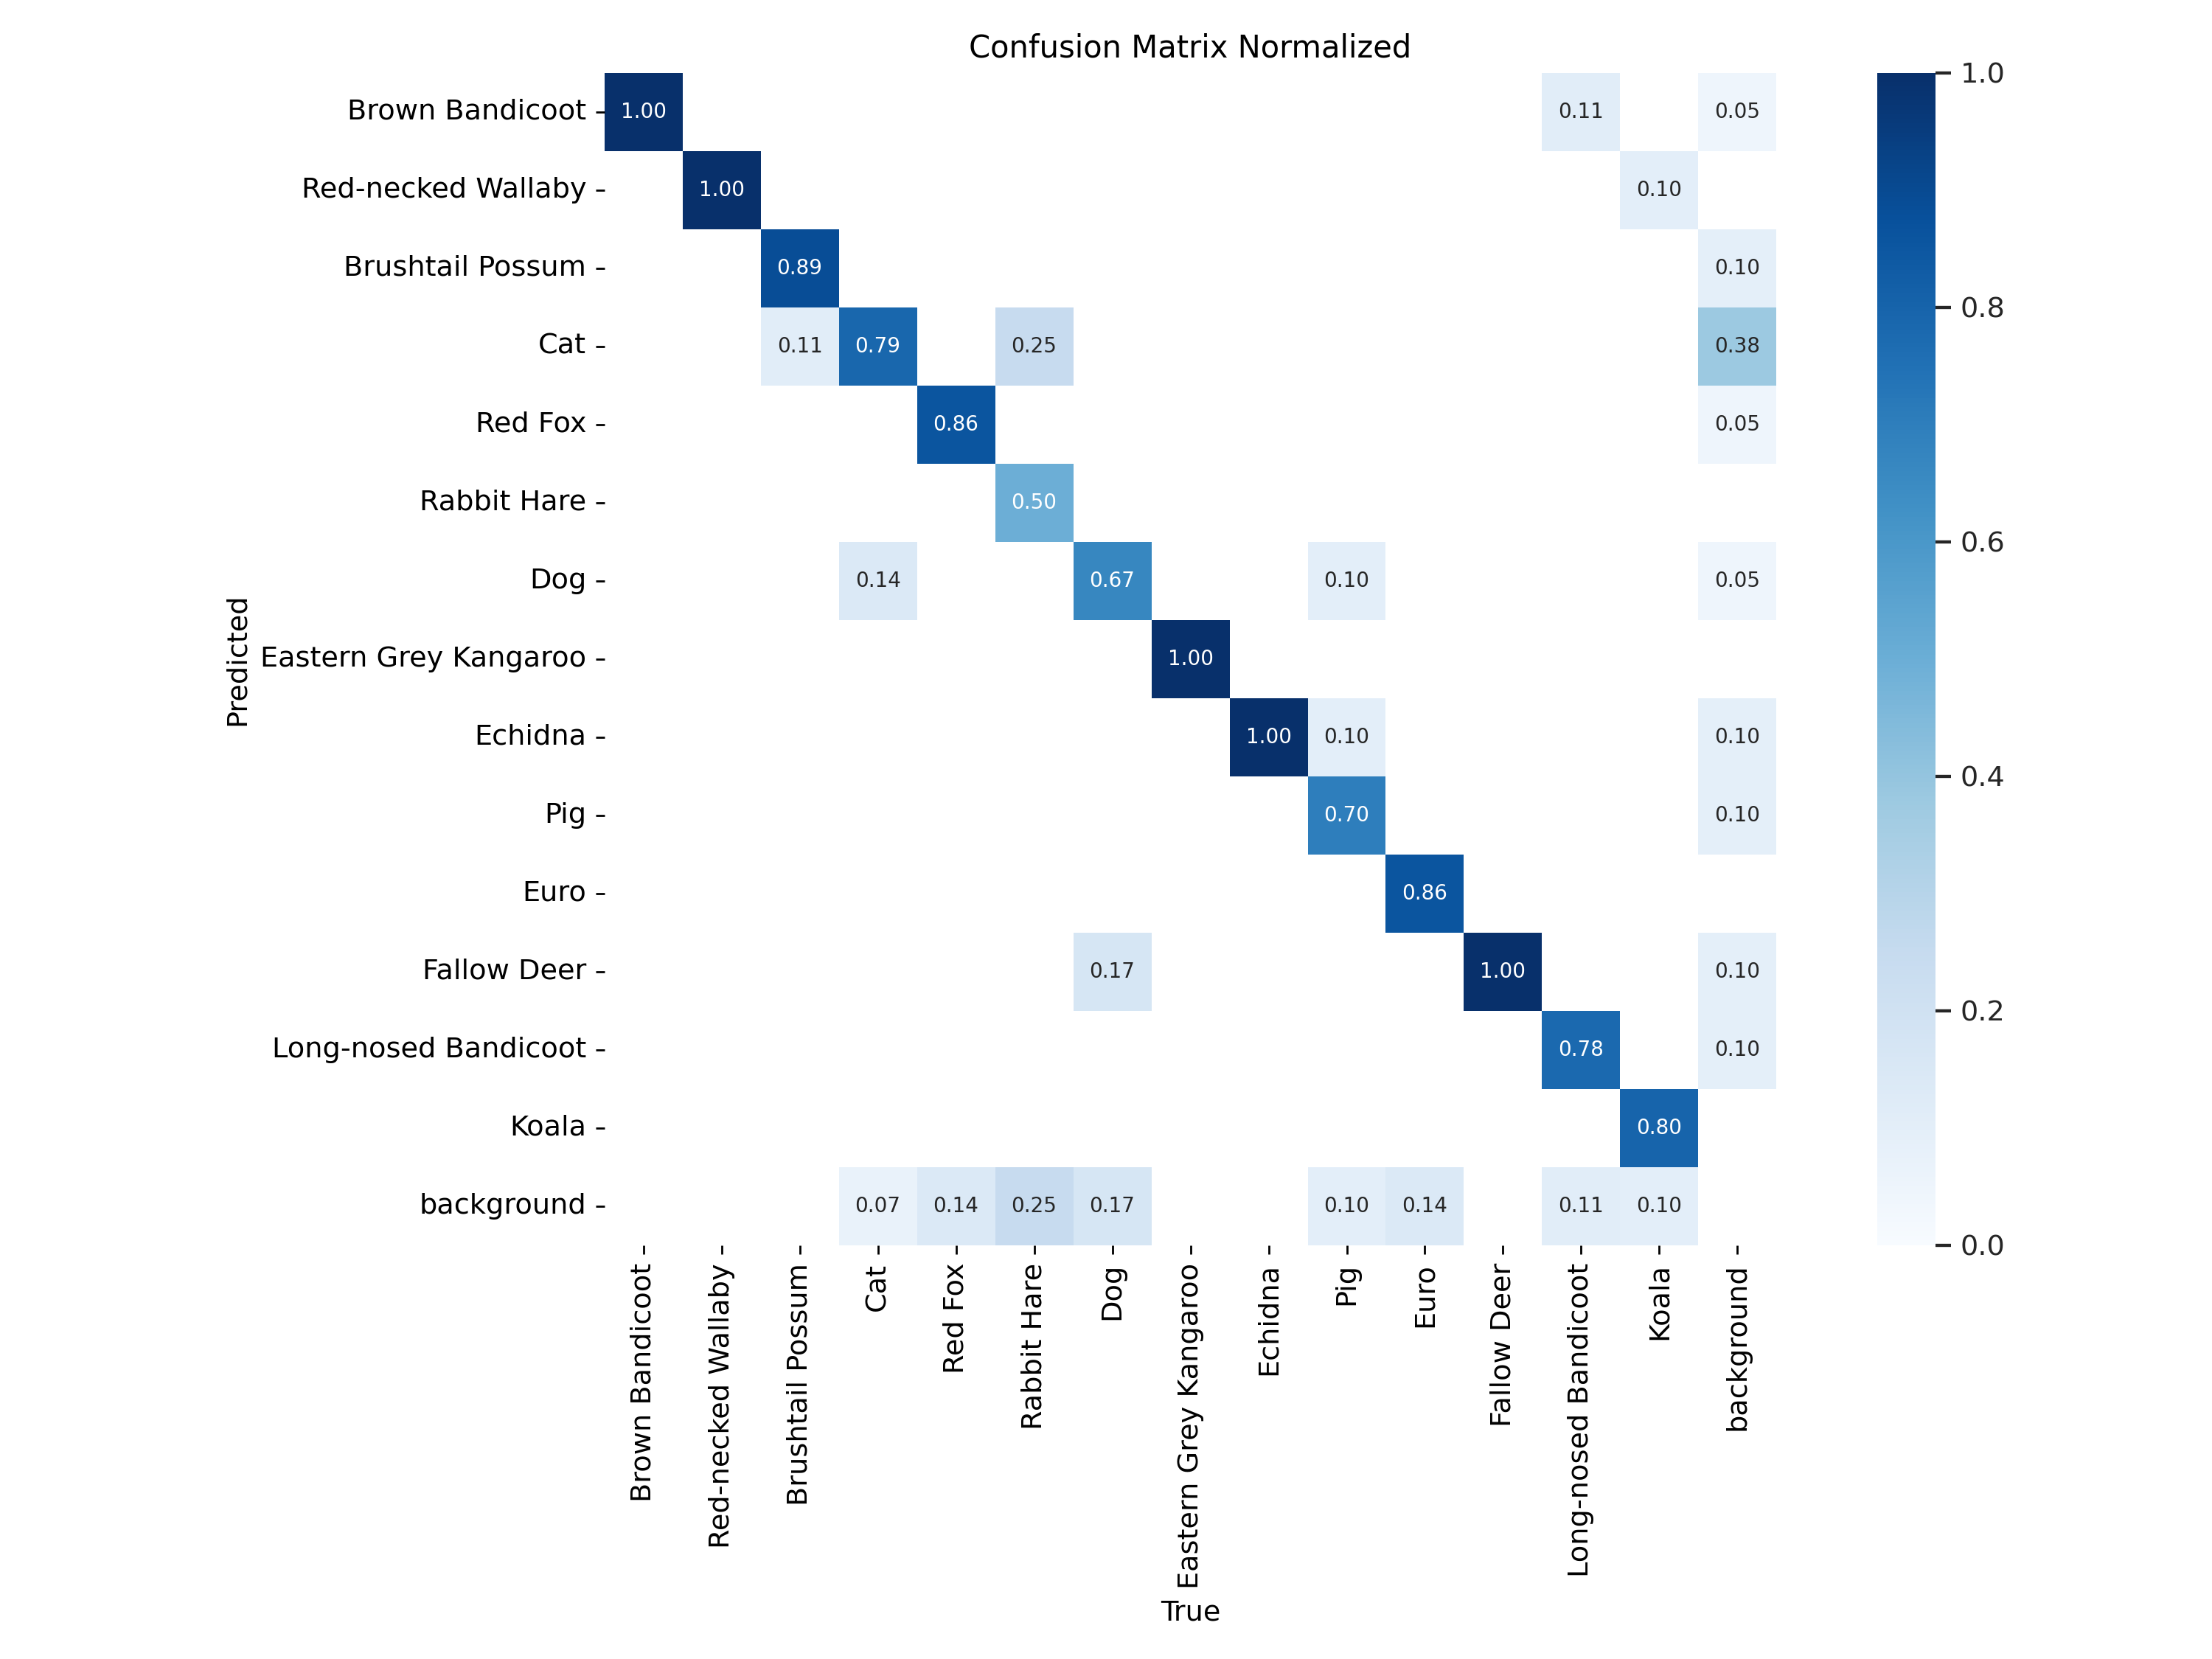 Confusion Matrix Normalized
Brown Bandicoot 1.00 0.11 0.05
Red-necked Wallaby 1.00 0.10
Brushtail Possum 0.89 0.10
Cat 0.11 0.79 0.25 0.38
Red Fox 0.86 0.05
Rabbit Hare 0.50
Dog 0.14 0.67 0.10 0.05
Eastern Grey Kangaroo 1.00
Echidna 1.00 0.10 0.10
Pig 0.70 0.10
Euro 0.86
Fallow Deer 0.17 1.00 0.10
Long-nosed Bandicoot 0.78 0.10
Koala 0.80
background 0.07 0.14 0.25 0.17 0.10 0.14 0.11 0.10
Predicted
Brown Bandicoot
Red-necked Wallaby
Brushtail Possum
Cat
Red Fox
Rabbit Hare
Dog
Eastern Grey Kangaroo
Echidna
Pig
Euro
Fallow Deer
Long-nosed Bandicoot
Koala
background
True
1.0
0.8
0.6
0.4
0.2
0.0